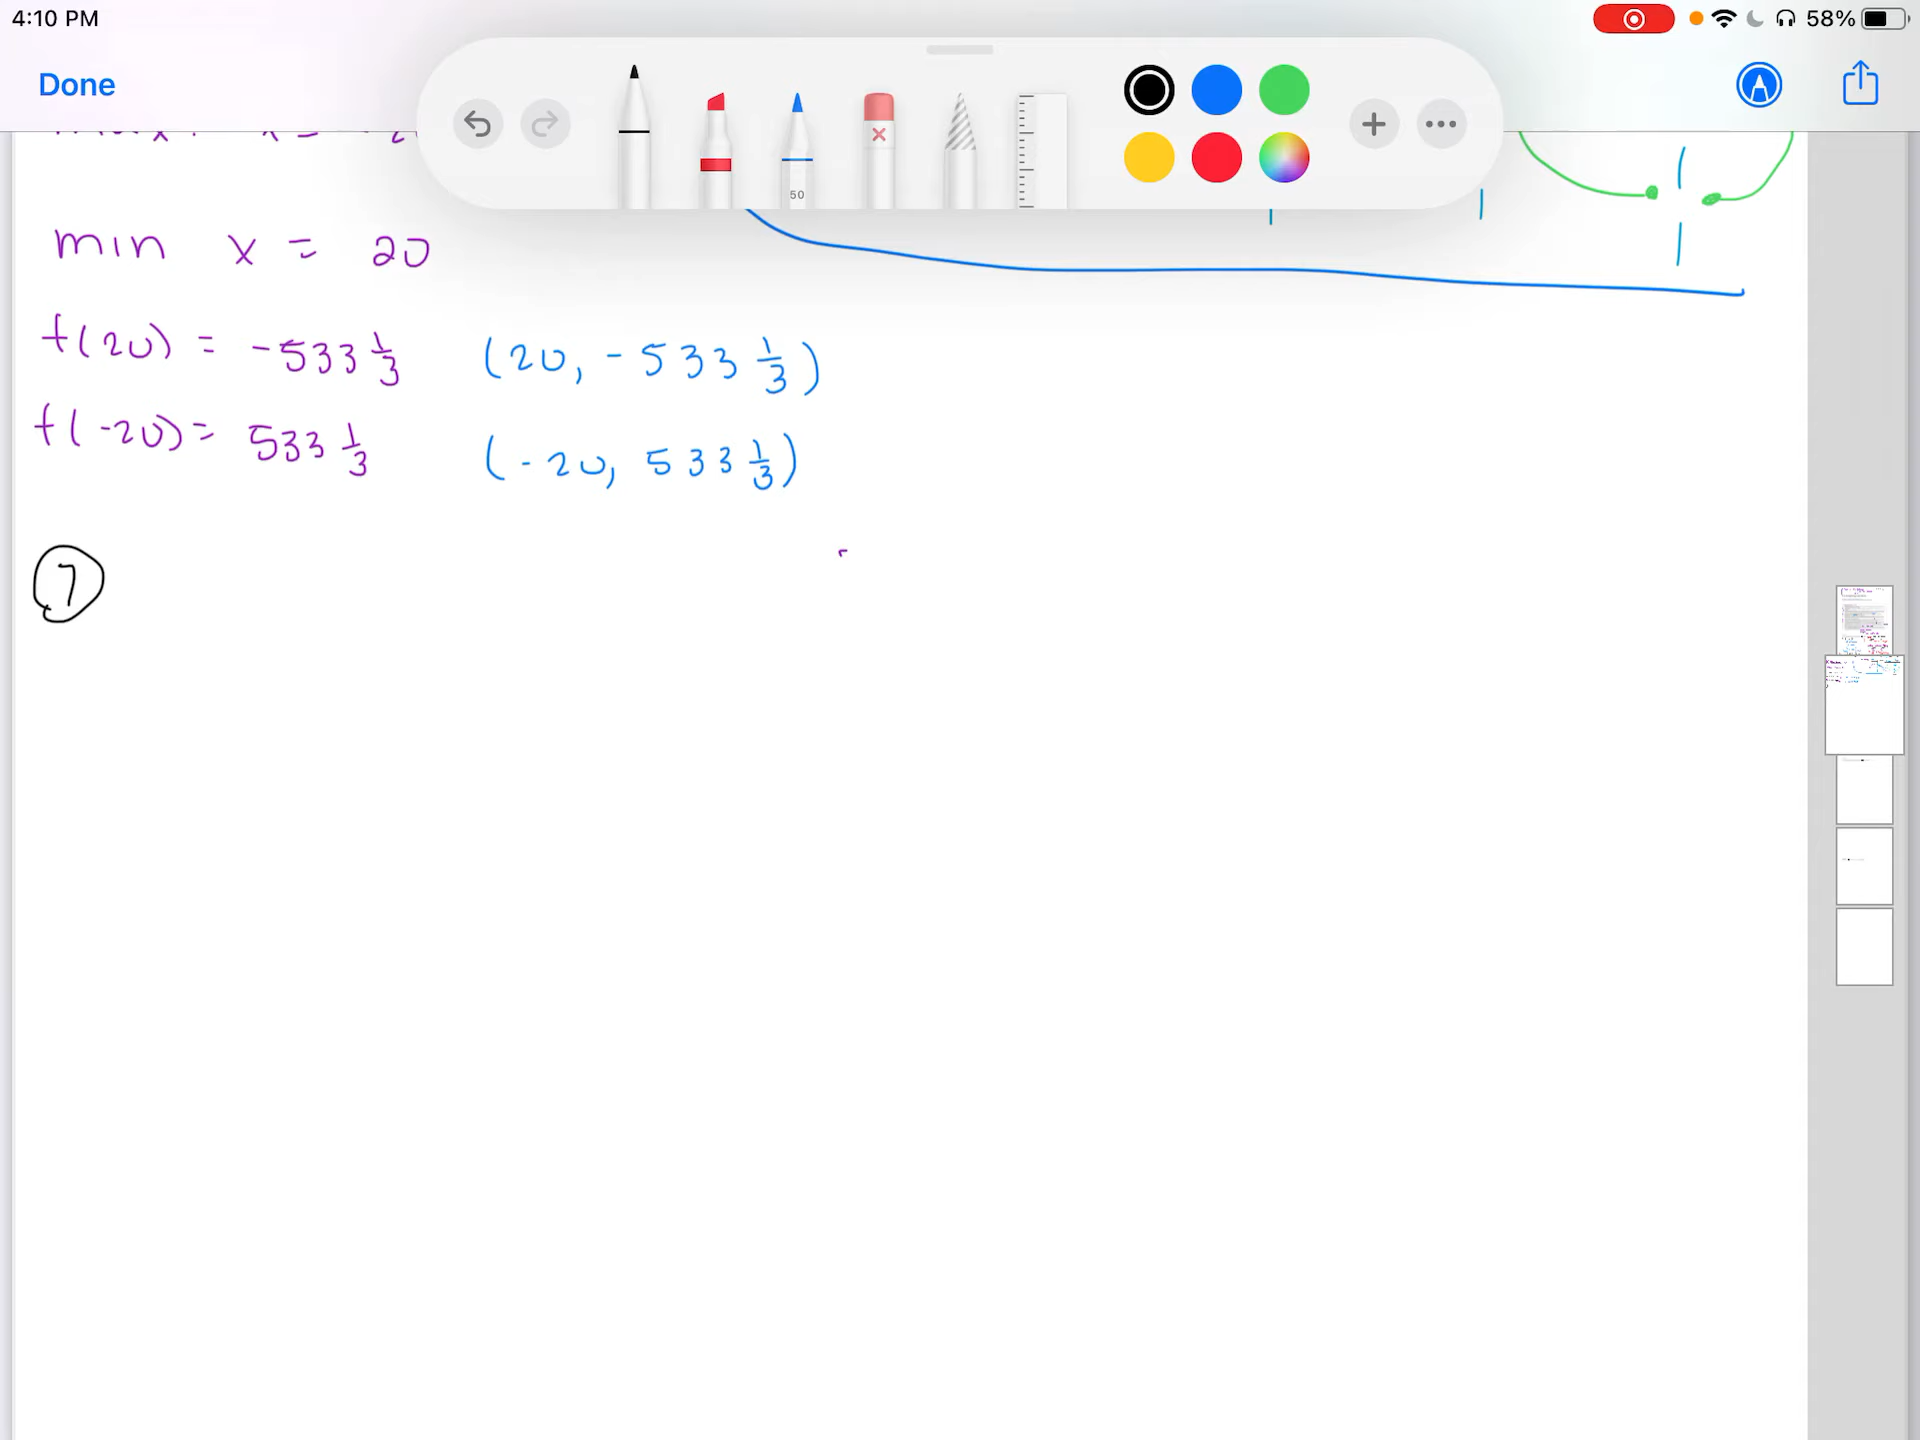 4:10 PM
58%
Done
50
x = -2
min x = 20
f(20) = -533 1/3 (20, -533 1/3)
f(-20) = 533 1/3 (-20, 533 1/3)
7